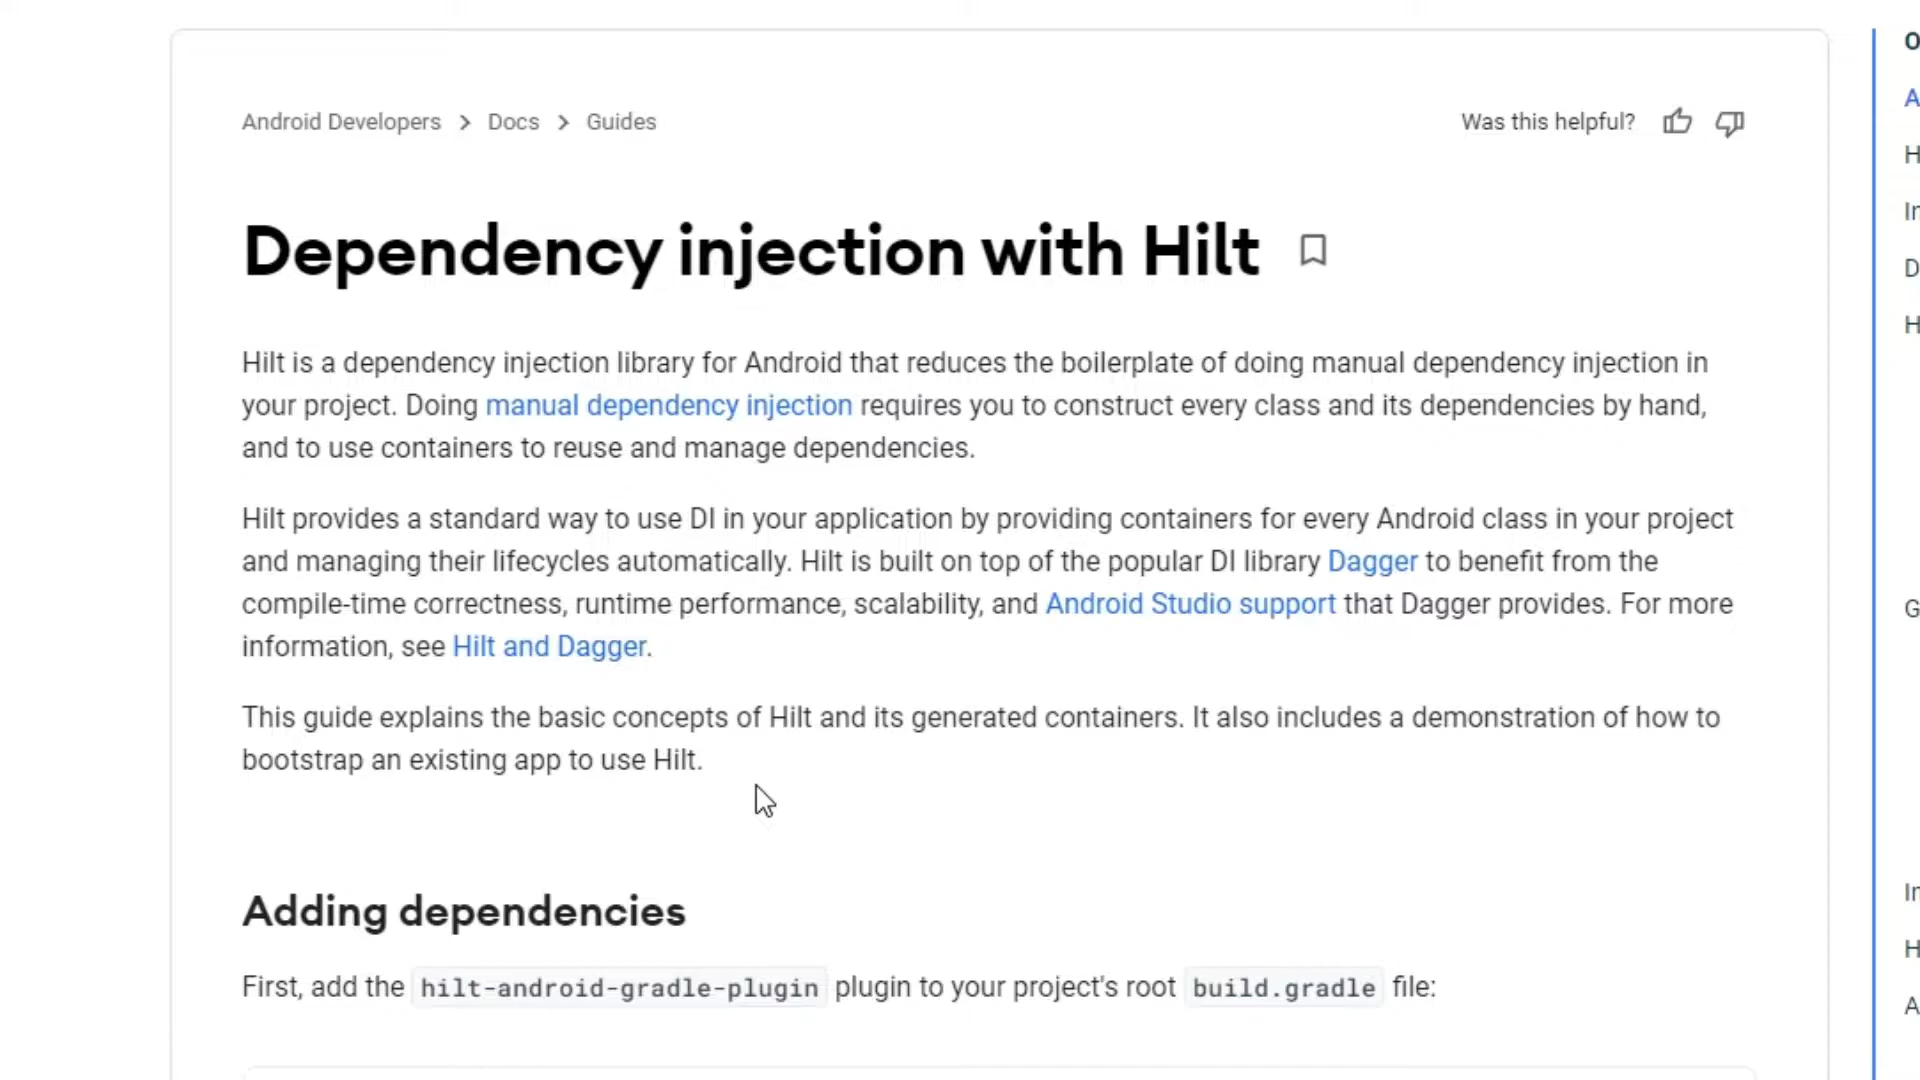 Android Developers > Docs > Guides
Was this helpful?
Dependency injection with Hilt
Hilt is a dependency injection library for Android that reduces the boilerplate of doing manual dependency injection in
your project. Doing manual dependency injection requires you to construct every class and its dependencies by hand,
and to use containers to reuse and manage dependencies.
Hilt provides a standard way to use DI in your application by providing containers for every Android class in your project
and managing their lifecycles automatically. Hilt is built on top of the popular DI library Dagger to benefit from the
compile-time correctness, runtime performance, scalability, and Android Studio support that Dagger provides. For more
information, see Hilt and Dagger.
This guide explains the basic concepts of Hilt and its generated containers. It also includes a demonstration of how to
bootstrap an existing app to use Hilt.
Adding dependencies
First, add the hilt-android-gradle-plugin plugin to your project's root build.gradle file: